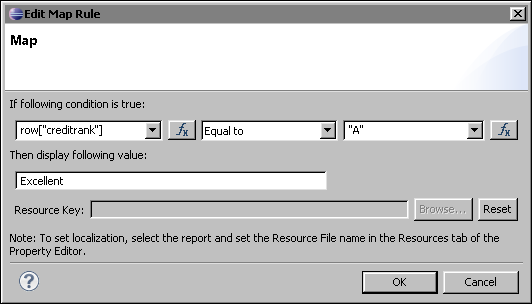 Edit Map Rule
Map
If following condition is true:
row["creditrank"] fx Equal to "A" fx
Then display following value:
Excellent
Resource Key: Browse... Reset
Note: To set localization, select the report and set the Resource File name in the Resources tab of the
Property Editor.
? OK Cancel